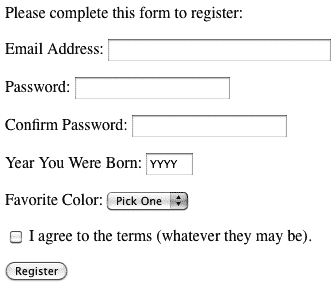 Please complete this form to register:
Email Address:
Password:
Confirm Password:
Year You Were Born: YYYY
Favorite Color: Pick One
I agree to the terms (whatever they may be).
Register